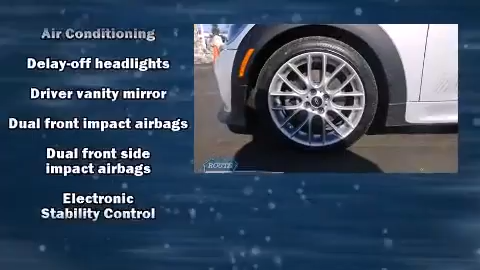 Air Conditioning
Delay-off headlights
Driver vanity mirror
Dual front impact airbags
Dual front side
impact airbags
Electronic
Stability Control
ROUTE